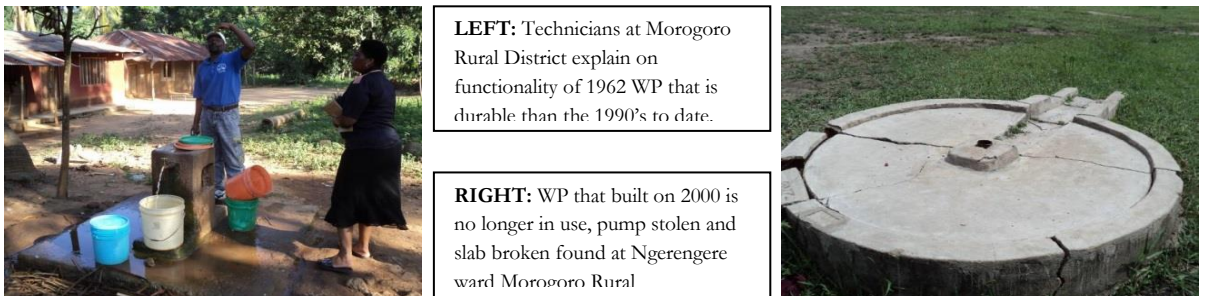 LEFT: Technicians at Morogoro
Rural District explain on
functionality of 1962 WP that is
durable than the 1990's to date.
RIGHT: WP that built on 2000 is
no longer in use, pump stolen and
slab broken found at Ngerengere
ward Morogoro Rural